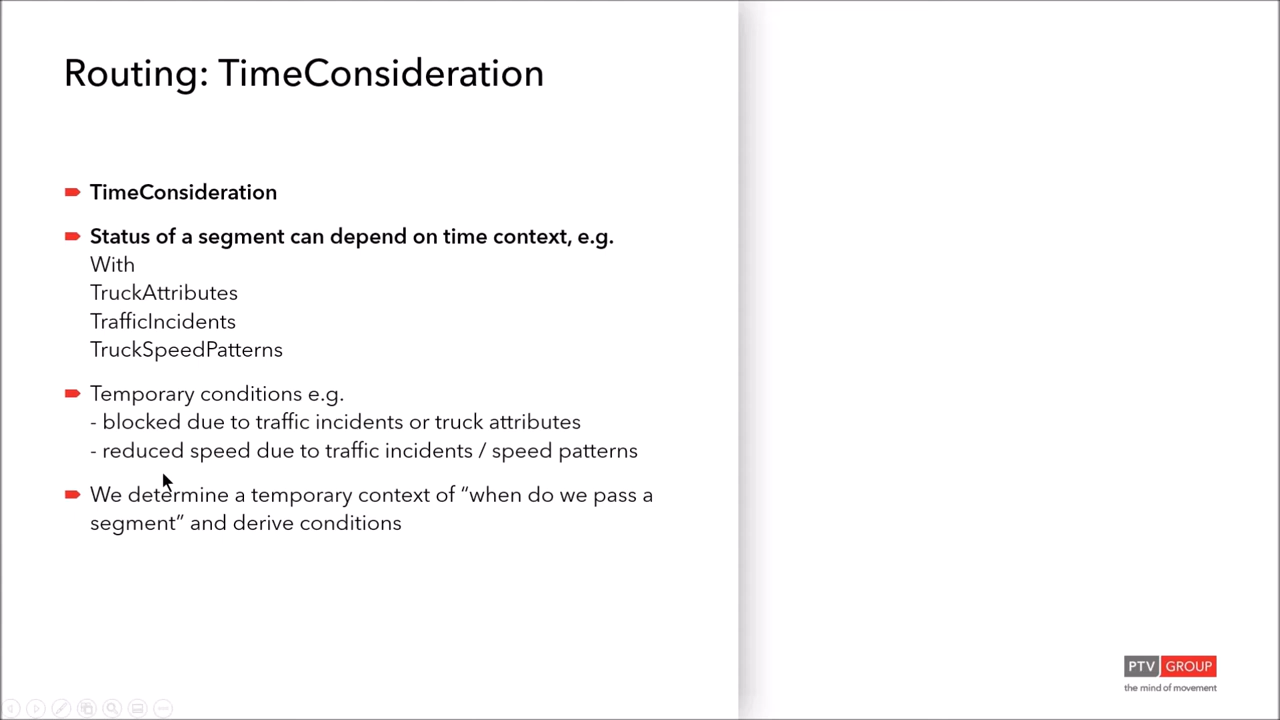 Routing: TimeConsideration
TimeConsideration
Status of a segment can depend on time context, e.g.
With
TruckAttributes
TrafficIncidents
TruckSpeedPatterns
Temporary conditions e.g.
- blocked due to traffic incidents or truck attributes
- reduced speed due to traffic incidents / speed patterns
We determine a temporary context of “when do we pass a
segment” and derive conditions
PTV GROUP
the mind of movement